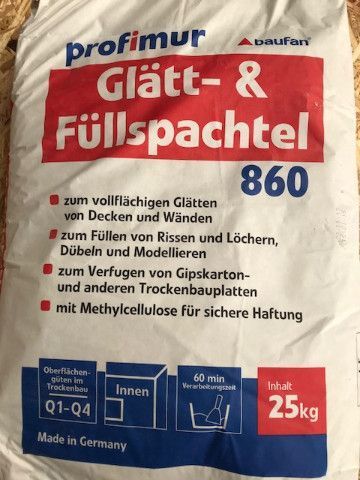 profimur
baufan®
Glätt- &
Füllspachtel
860
zum vollflächigen Glätten
von Decken und Wänden
zum Füllen von Rissen und Löchern,
Dübeln und Modellieren
zum Verfugen von Gipskarton-
und anderen Trockenbauplatten
mit Methylcellulose für sichere Haftung
Oberflächen-
güten im
Trockenbau
Q1-Q4
Innen
60 min
Verarbeitungszeit
Inhalt
25kg
Made in Germany